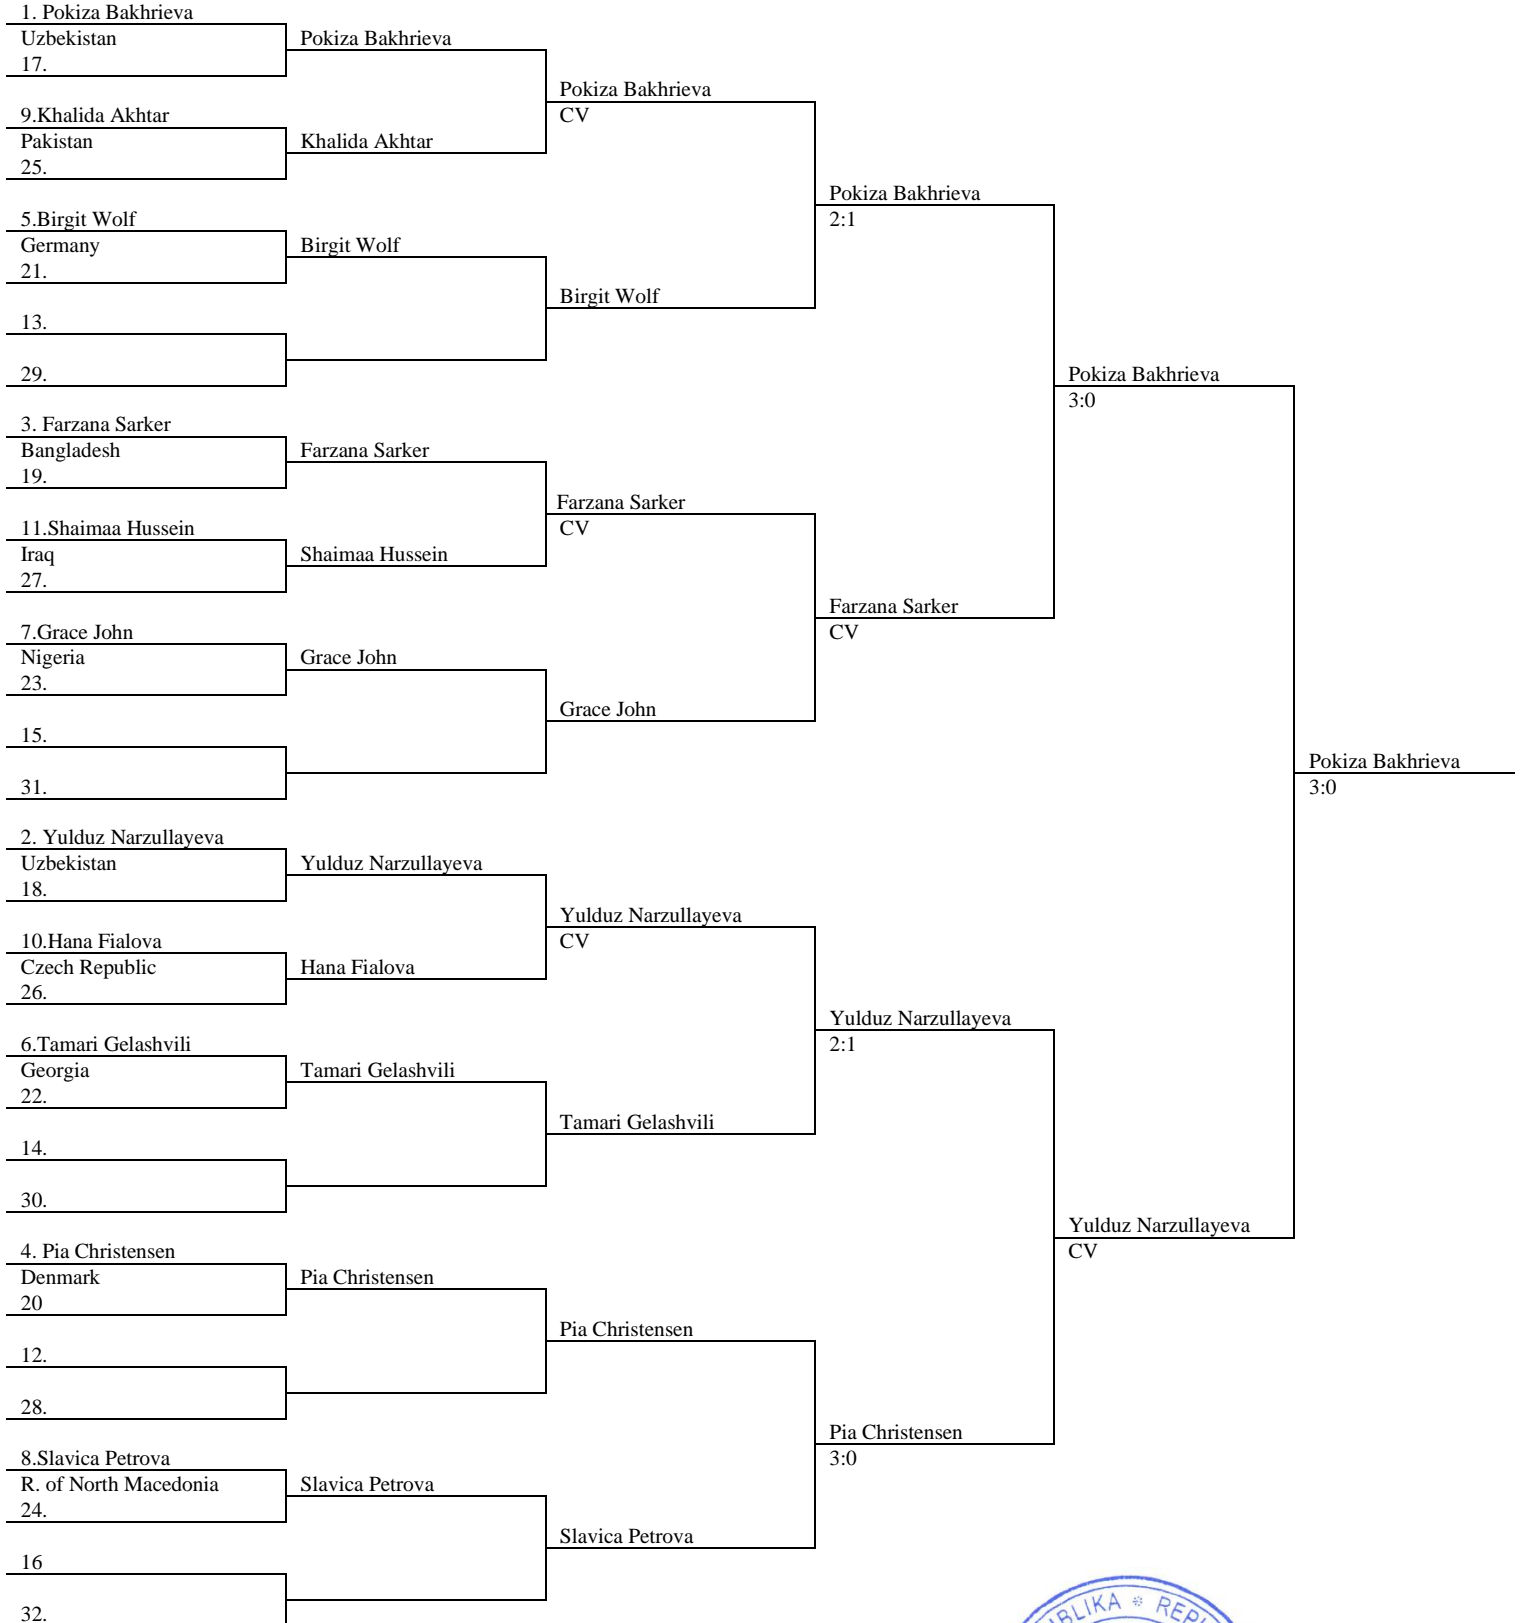 1. Pokiza Bakhrieva
Uzbekistan
17.
9.Khalida Akhtar
Pakistan
25.
5.Birgit Wolf
Germany
21.
13.
29.
3. Farzana Sarker
Bangladesh
19.
11.Shaimaa Hussein
Iraq
27.
7.Grace John
Nigeria
23.
15.
31.
2. Yulduz Narzullayeva
Uzbekistan
18.
10.Hana Fialova
Czech Republic
26.
6.Tamari Gelashvili
Georgia
22.
14.
30.
4. Pia Christensen
Denmark
20
12.
28.
8.Slavica Petrova
R. of North Macedonia
24.
16
32.
Pokiza Bakhrieva
Khalida Akhtar
Birgit Wolf
Farzana Sarker
Shaimaa Hussein
Grace John
Yulduz Narzullayeva
Hana Fialova
Tamari Gelashvili
Pia Christensen
Slavica Petrova
Pokiza Bakhrieva
CV
Birgit Wolf
Farzana Sarker
CV
Grace John
Yulduz Narzullayeva
CV
Tamari Gelashvili
Pia Christensen
Slavica Petrova
Pokiza Bakhrieva
2:1
Farzana Sarker
CV
Yulduz Narzullayeva
2:1
Pia Christensen
3:0
Pokiza Bakhrieva
3:0
Yulduz Narzullayeva
CV
Pokiza Bakhrieva
3:0